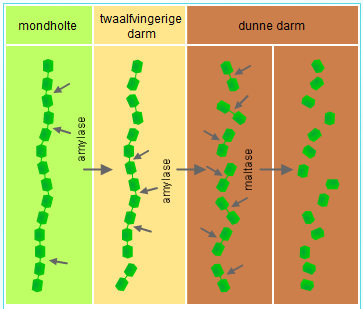 mondholte
twaalfvingerige
darm
dunne darm
amylase
amylase
maltase